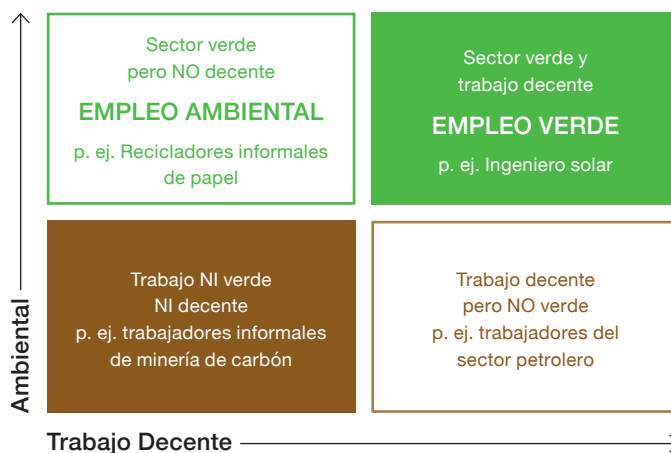 Sector verde
pero NO decente
EMPLEO AMBIENTAL
p. ej. Recicladores informales
de papel
Sector verde y
trabajo decente
EMPLEO VERDE
p. ej. Ingeniero solar
Trabajo NI verde
NI decente
p. ej. trabajadores informales
de minería de carbón
Trabajo decente
pero NO verde
p. ej. trabajadores del
sector petrolero
Ambiental
Trabajo Decente